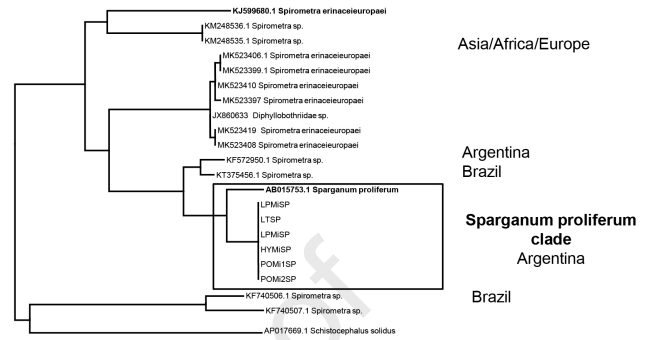 KJ599680.1 Spirometra erinaceieuropaei
KM248536.1 Spirometra sp.
KM248535.1 Spirometra sp.
Asia/Africa/Europe
MK523406.1 Spirometra erinaceieuropaei
MK523399.1 Spirometra erinaceieuropaei
MK523410 Spirometra erinaceieuropaei
MK523397 Spirometra erinaceieuropaei
JX860633 Diphyllobothriidae sp.
MK523419 Spirometra erinaceieuropaei
MK523408 Spirometra erinaceieuropaei
KF572950.1 Spirometra sp.
Argentina
KT375456.1 Spirometra sp.
Brazil
AB015753.1 Sparganum proliferum
LPMiSP
LTSP
LPMiSP
HYMiSP
POMi1SP
POMi2SP
Sparganum proliferum
clade
Argentina
KF740506.1 Spirometra sp.
Brazil
KF740507.1 Spirometra sp.
AP017669.1 Schistocephalus solidus